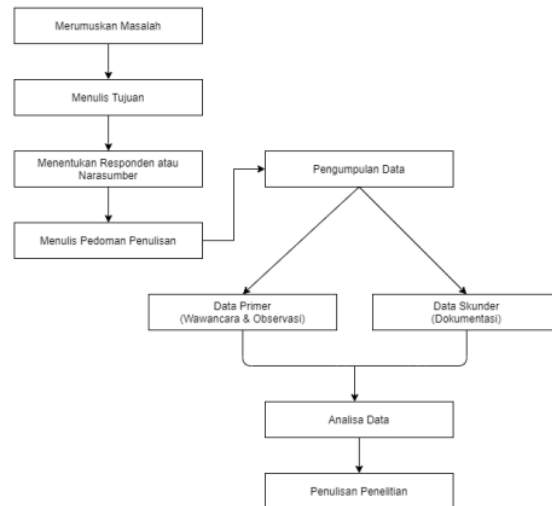 Merumuskan Masalah
Menulis Tujuan
Menentukan Responden atau
Narasumber
Menulis Pedoman Penulisan
Pengumpulan Data
Data Primer
(Wawancara & Observasi)
Data Skunder
(Dokumentasi)
Analisa Data
Penulisan Penelitian